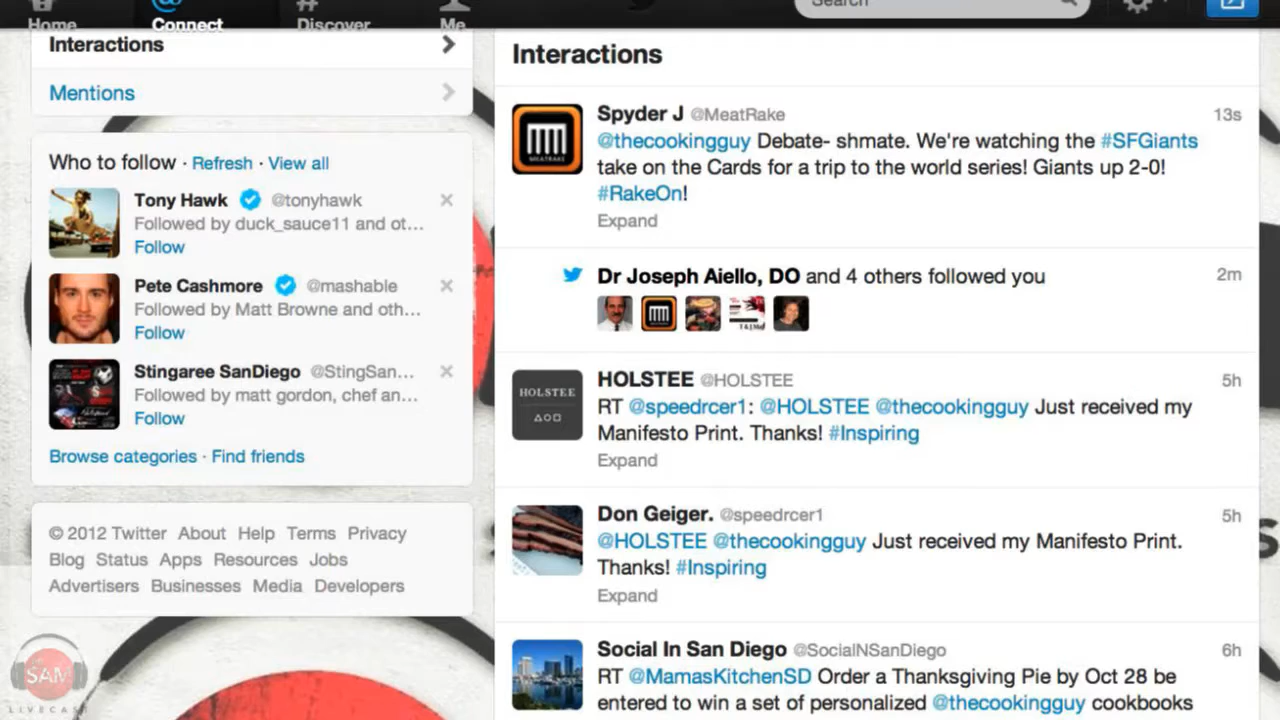 Home
Connect
Discover
Me
Search
Interactions
Mentions
Who to follow · Refresh · View all
Tony Hawk @tonyhawk
Followed by duck_sauce11 and ot...
Follow
Pete Cashmore @mashable
Followed by Matt Browne and oth...
Follow
Stingaree SanDiego @StingSan...
Followed by matt gordon, chef an...
Follow
Browse categories · Find friends
© 2012 Twitter About Help Terms Privacy
Blog Status Apps Resources Jobs
Advertisers Businesses Media Developers
SAM
LIVECAST
Interactions
Spyder J @MeatRake 13s
@thecookingguy Debate- shmate. We're watching the #SFGiants
take on the Cards for a trip to the world series! Giants up 2-0!
#RakeOn!
Expand
MEATRAKE
Dr Joseph Aiello, DO and 4 others followed you 2m
HOLSTEE @HOLSTEE 5h
HOLSTEE
RT @speedrcer1: @HOLSTEE @thecookingguy Just received my
Manifesto Print. Thanks! #Inspiring
Expand
Don Geiger. @speedrcer1 5h
@HOLSTEE @thecookingguy Just received my Manifesto Print.
Thanks! #Inspiring
Expand
Social In San Diego @SocialNSanDiego 6h
RT @MamasKitchenSD Order a Thanksgiving Pie by Oct 28 be
entered to win a set of personalized @thecookingguy cookbooks